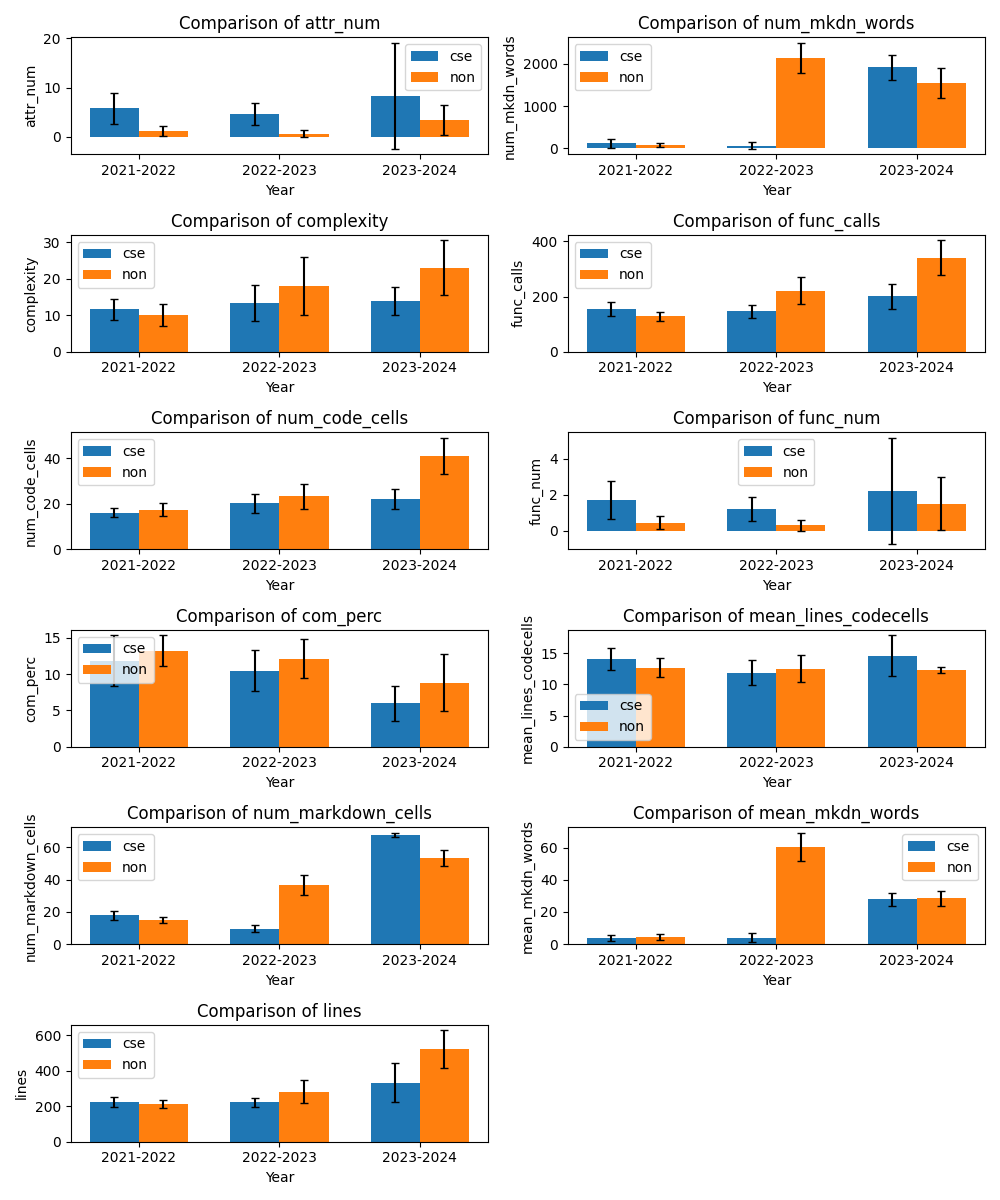 Comparison of attr_num
attr_num
20
10
0
cse
non
2021-2022
2022-2023
2023-2024
Year
Comparison of num_mkdn_words
num_mkdn_words
2000
1000
0
cse
non
2021-2022
2022-2023
2023-2024
Year
Comparison of complexity
complexity
30
20
10
0
cse
non
2021-2022
2022-2023
2023-2024
Year
Comparison of func_calls
func_calls
400
200
0
cse
non
2021-2022
2022-2023
2023-2024
Year
Comparison of num_code_cells
num_code_cells
40
20
0
cse
non
2021-2022
2022-2023
2023-2024
Year
Comparison of func_num
func_num
4
2
0
cse
non
2021-2022
2022-2023
2023-2024
Year
Comparison of com_perc
com_perc
15
10
5
0
cse
non
2021-2022
2022-2023
2023-2024
Year
Comparison of mean_lines_codecells
mean_lines_codecells
15
10
5
0
cse
non
2021-2022
2022-2023
2023-2024
Year
Comparison of num_markdown_cells
num_markdown_cells
60
40
20
0
cse
non
2021-2022
2022-2023
2023-2024
Year
Comparison of mean_mkdn_words
mean_mkdn_words
60
40
20
0
cse
non
2021-2022
2022-2023
2023-2024
Year
Comparison of lines
lines
600
400
200
0
cse
non
2021-2022
2022-2023
2023-2024
Year